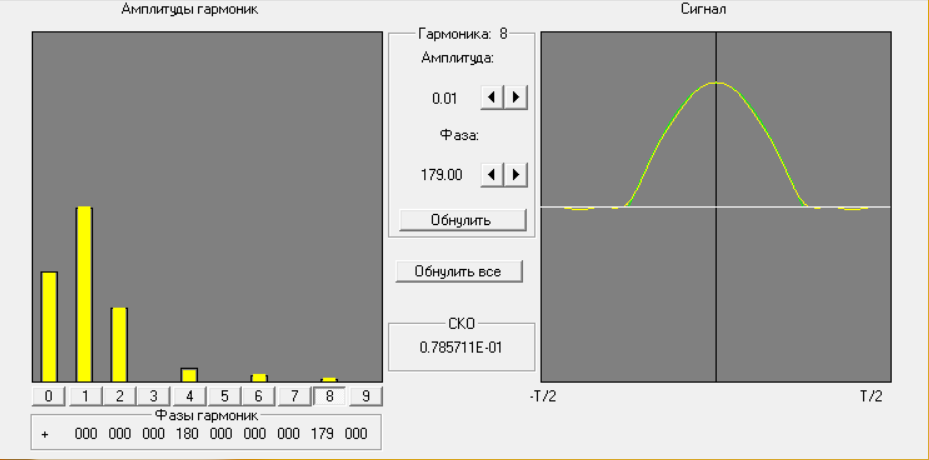 Амплитуды гармоник
Сигнал
Гармоника: 8
Амплитуда:
0.01
Фаза:
179.00
Обнулить
Обнулить все
СКО
0.785711E-01
0 1 2 3 4 5 6 7 8 9
-T/2
T/2
Фазы гармоник
+ 000 000 000 180 000 000 000 179 000